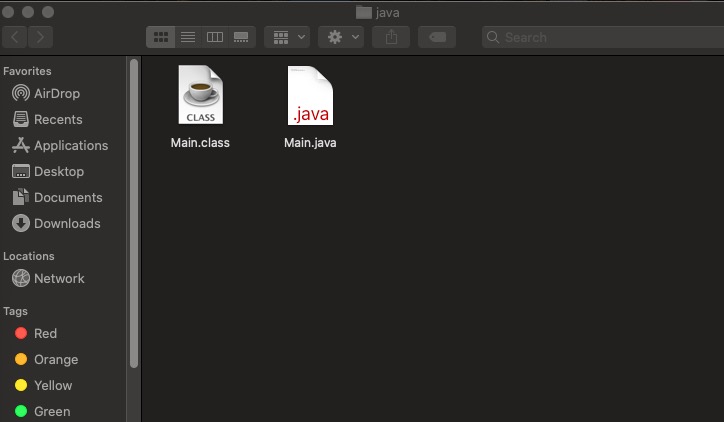 java
Search
Favorites
AirDrop
Recents
Applications
Desktop
Documents
Downloads
Locations
Network
Tags
Red
Orange
Yellow
Green
CLASS
.java
Main.class
Main.java